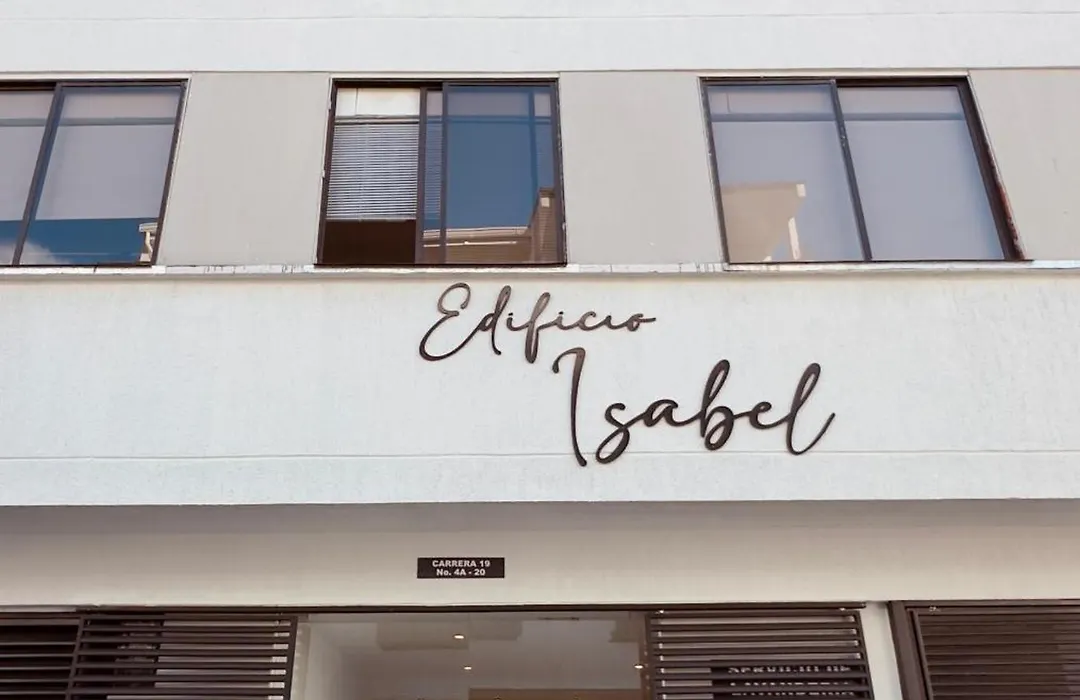 Edificio
Isabel
CARRERA 19
No. 4A - 20